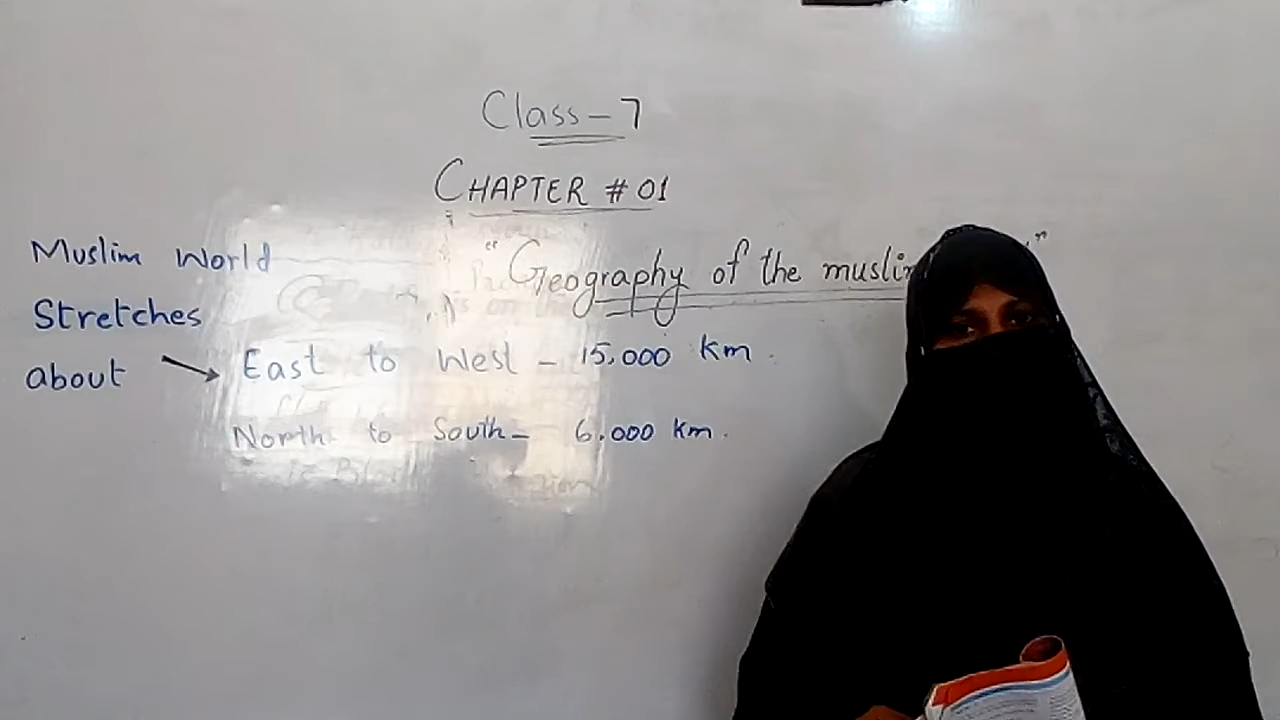 Class-7
CHAPTER # 01
"Geography of the muslim "
Muslim World
Stretches
about → East to West - 15,000 km.
North to South - 6,000 km.